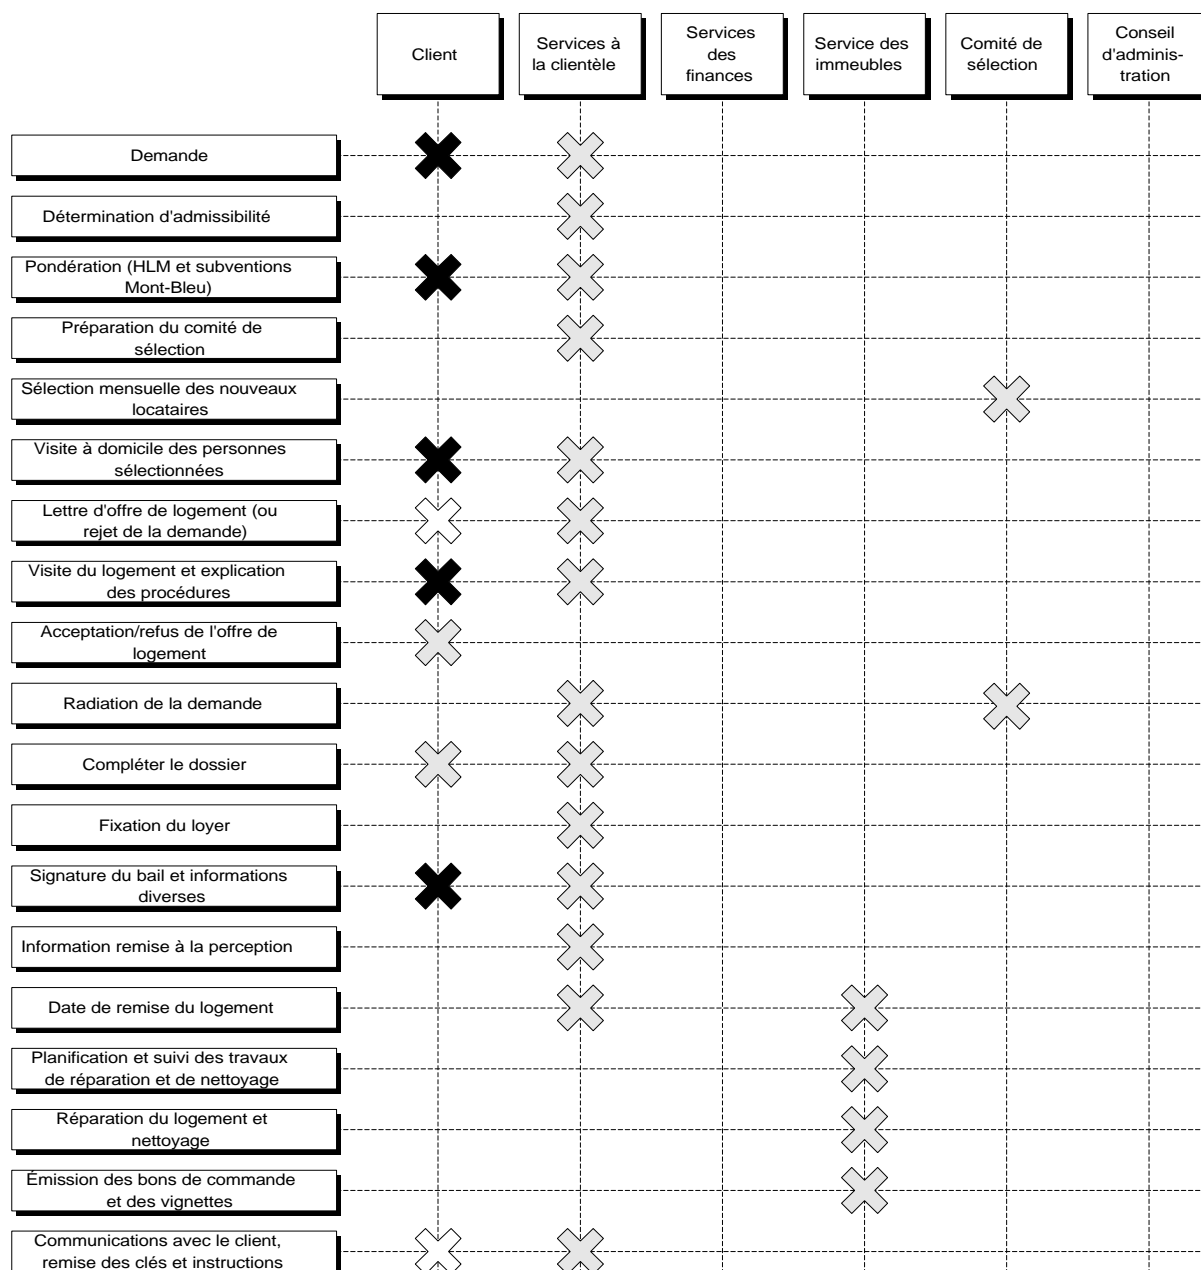 Client
Services à
la clientèle
Services
des
finances
Service des
immeubles
Comité de
sélection
Conseil
d'adminis-
tration
Demande
Détermination d'admissibilité
Pondération (HLM et subventions
Mont-Bleu)
Préparation du comité de
sélection
Sélection mensuelle des nouveaux
locataires
Visite à domicile des personnes
sélectionnées
Lettre d'offre de logement (ou
rejet de la demande)
Visite du logement et explication
des procédures
Acceptation/refus de l'offre de
logement
Radiation de la demande
Compléter le dossier
Fixation du loyer
Signature du bail et informations
diverses
Information remise à la perception
Date de remise du logement
Planification et suivi des travaux
de réparation et de nettoyage
Réparation du logement et
nettoyage
Émission des bons de commande
et des vignettes
Communications avec le client,
remise des clés et instructions